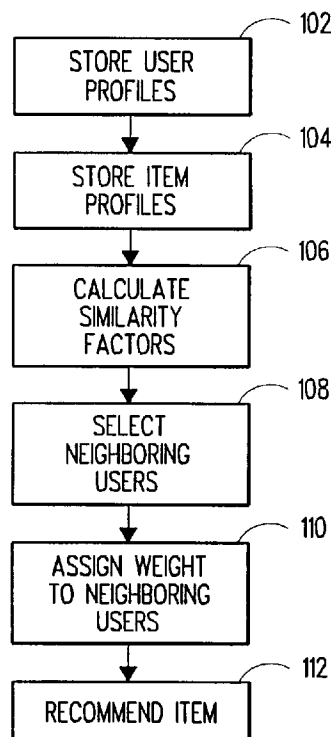 102
STORE USER
PROFILES
104
STORE ITEM
PROFILES
106
CALCULATE
SIMILARITY
FACTORS
108
SELECT
NEIGHBORING
USERS
110
ASSIGN WEIGHT
TO NEIGHBORING
USERS
112
RECOMMEND ITEM